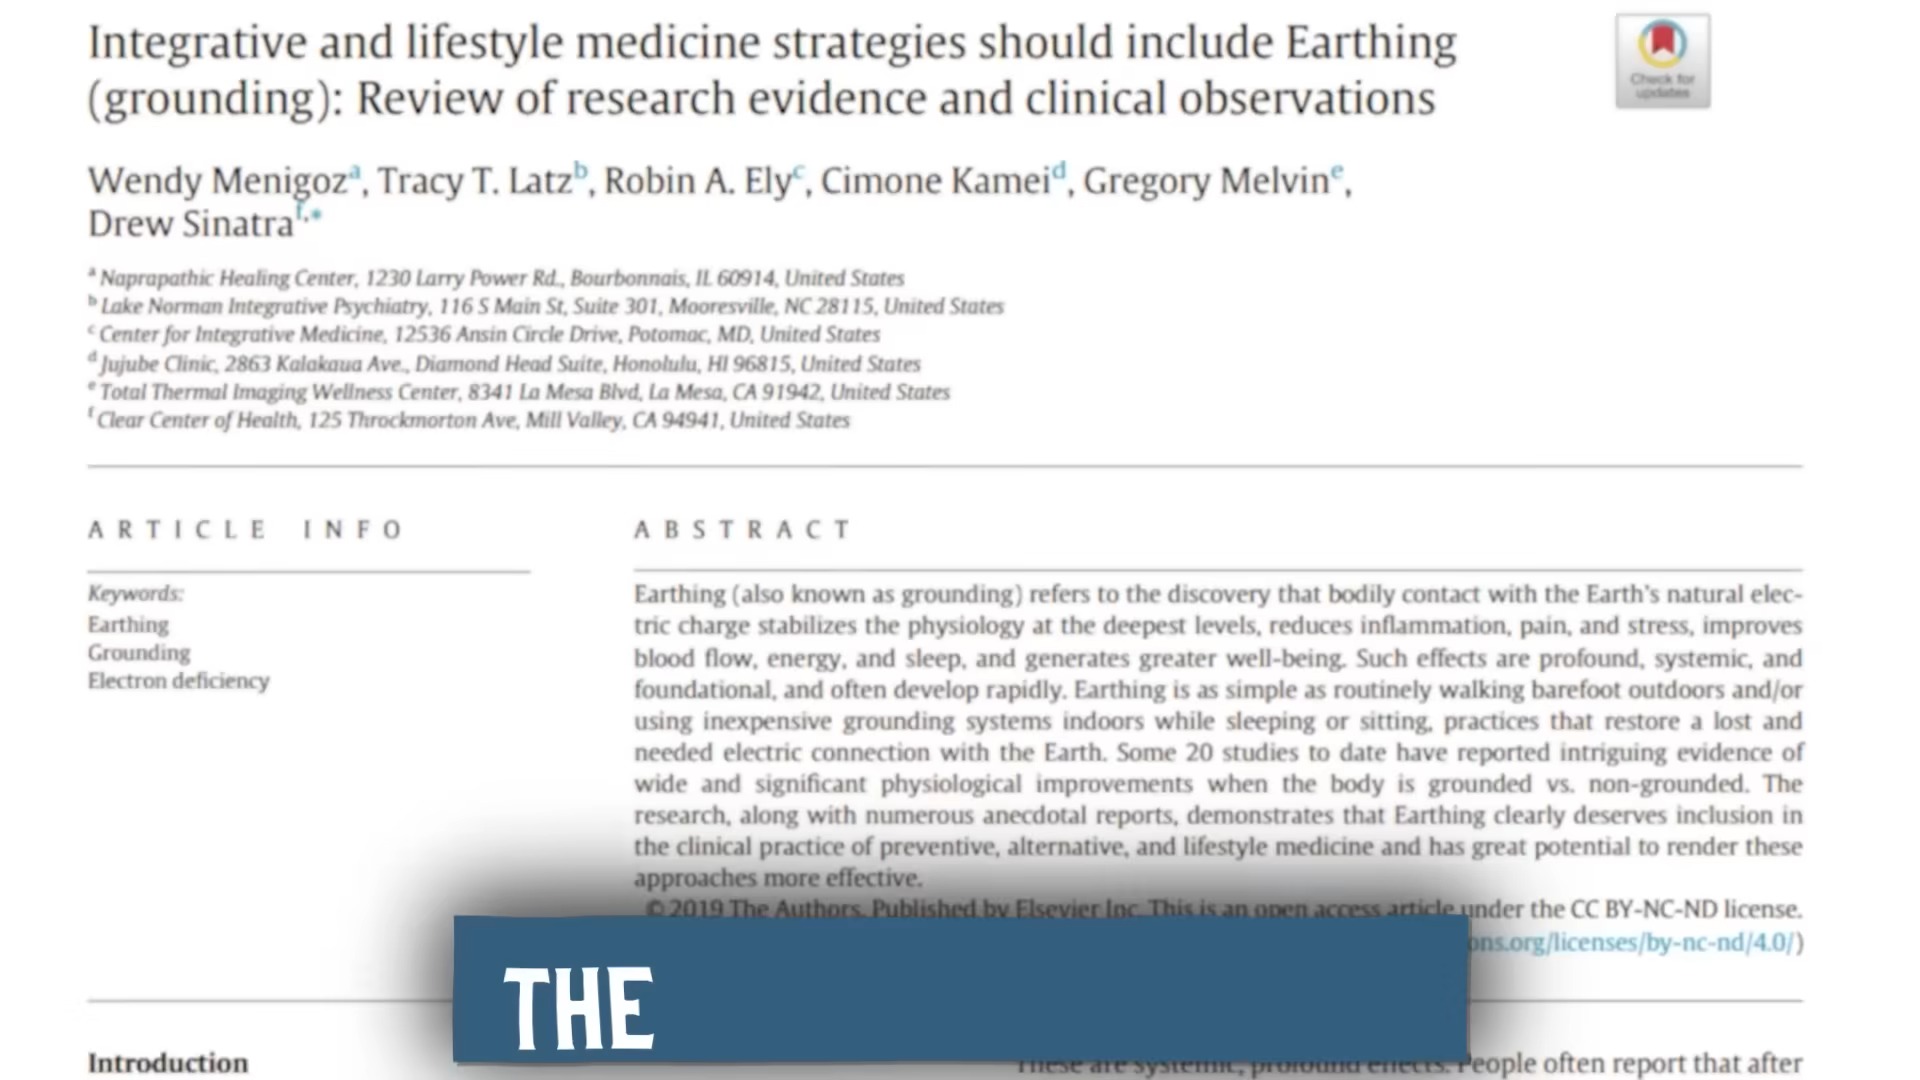 Integrative and lifestyle medicine strategies should include Earthing
(grounding): Review of research evidence and clinical observations
Check for
updates
Wendy Menigozᵃ, Tracy T. Latzᵇ, Robin A. Elyᶜ, Cimone Kameiᵈ, Gregory Melvinᵉ,
Drew Sinatraᶠ,*
ᵃ Naprapathic Healing Center, 1230 Larry Power Rd., Bourbonnais, IL 60914, United States
ᵇ Lake Norman Integrative Psychiatry, 116 S Main St, Suite 301, Mooresville, NC 28115, United States
ᶜ Center for Integrative Medicine, 12536 Ansin Circle Drive, Potomac, MD, United States
ᵈ Jujube Clinic, 2863 Kalakaua Ave., Diamond Head Suite, Honolulu, HI 96815, United States
ᵉ Total Thermal Imaging Wellness Center, 8341 La Mesa Blvd, La Mesa, CA 91942, United States
ᶠ Clear Center of Health, 125 Throckmorton Ave, Mill Valley, CA 94941, United States
ARTICLE INFO
Keywords:
Earthing
Grounding
Electron deficiency
ABSTRACT
Earthing (also known as grounding) refers to the discovery that bodily contact with the Earth's natural elec-
tric charge stabilizes the physiology at the deepest levels, reduces inflammation, pain, and stress, improves
blood flow, energy, and sleep, and generates greater well-being. Such effects are profound, systemic, and
foundational, and often develop rapidly. Earthing is as simple as routinely walking barefoot outdoors and/or
using inexpensive grounding systems indoors while sleeping or sitting, practices that restore a lost and
needed electric connection with the Earth. Some 20 studies to date have reported intriguing evidence of
wide and significant physiological improvements when the body is grounded vs. non-grounded. The
research, along with numerous anecdotal reports, demonstrates that Earthing clearly deserves inclusion in
the clinical practice of preventive, alternative, and lifestyle medicine and has great potential to render these
approaches more effective.
© 2019 The Authors. Published by Elsevier Inc. This is an open access article under the CC BY-NC-ND license.
ons.org/licenses/by-nc-nd/4.0/)
THE
Introduction
These are systemic, profound effects. People often report that after